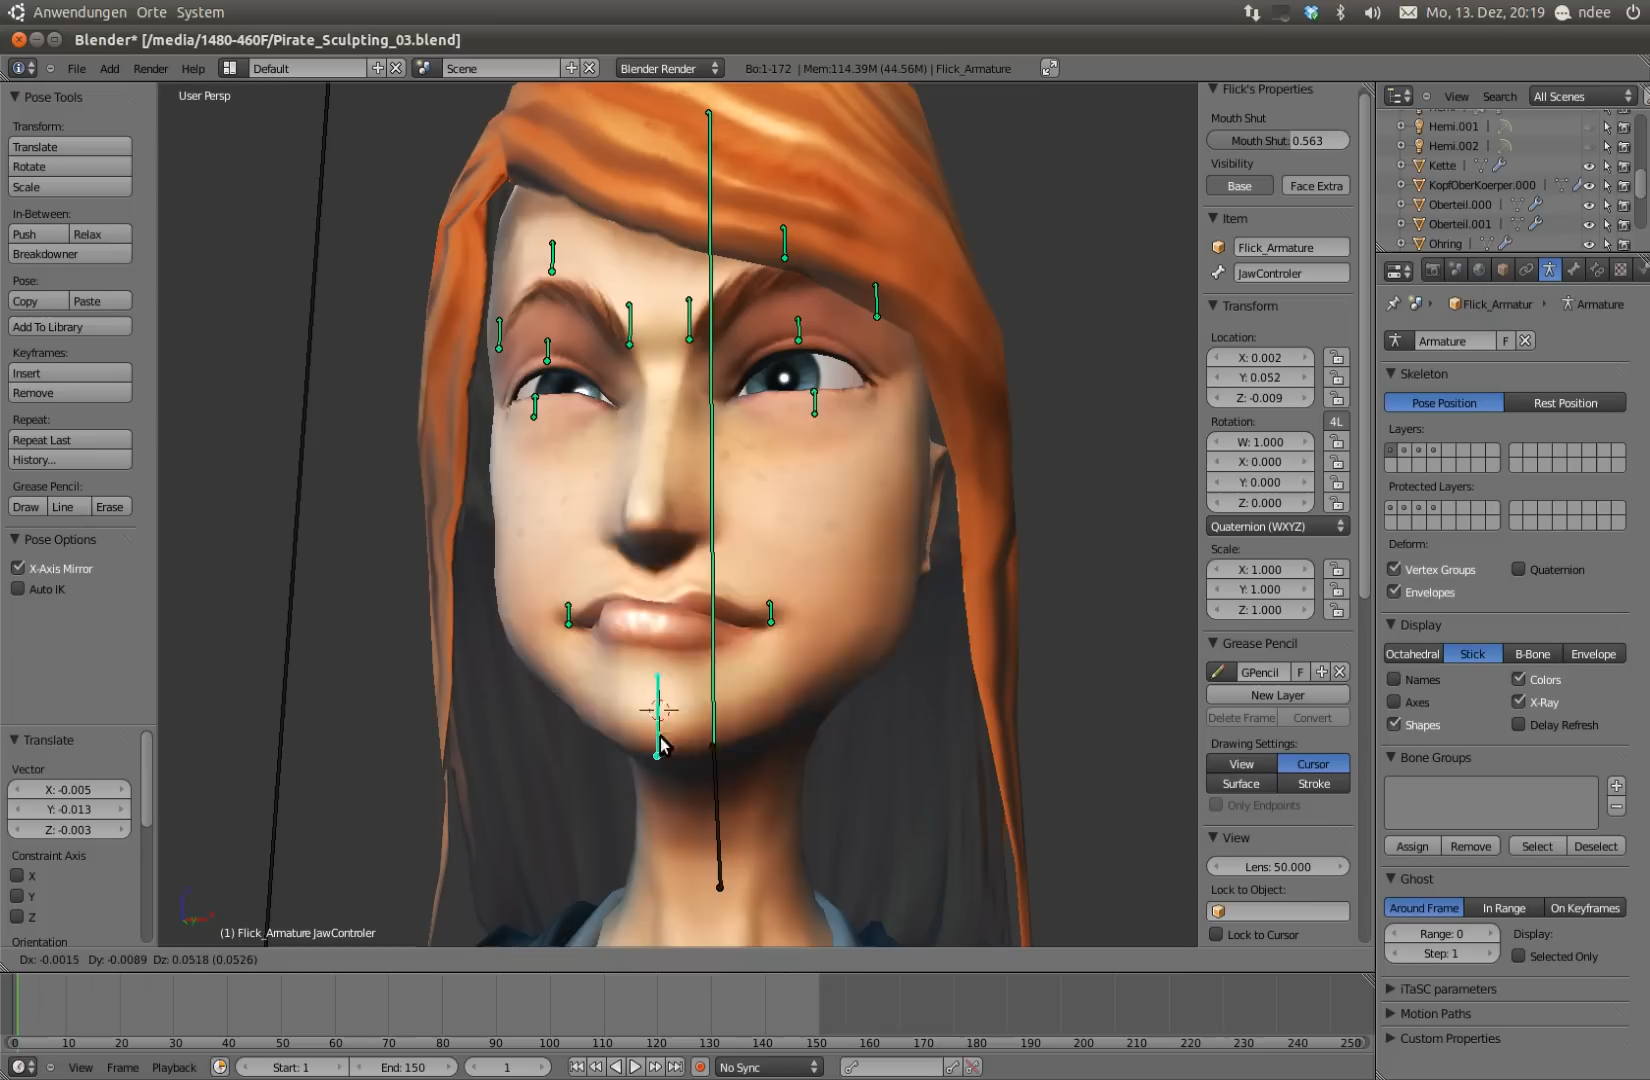 Anwendungen Orte System
Mo, 13. Dez, 20:19 ndee
Blender* [/media/1480-460F/Pirate_Sculpting_03.blend]
File Add Render Help Default Scene Blender Render Bo:1-172 | Mem:114.39M (44.56M) | Flick_Armature
View Search All Scenes
Pose Tools
Transform:
Translate
Rotate
Scale
In-Between:
Push Relax
Breakdowner
Pose:
Copy Paste
Add To Library
Keyframes:
Insert
Remove
Repeat:
Repeat Last
History...
Grease Pencil:
Draw Line Erase
Pose Options
X-Axis Mirror
Auto IK
Translate
Vector
X: -0.005
Y: -0.013
Z: -0.003
Constraint Axis
X
Y
Z
Orientation
User Persp
(1) Flick_Armature JawControler
Flick's Properties
Mouth Shut
Mouth Shut: 0.563
Visibility
Base Face Extra
Item
Flick_Armature
JawControler
Transform
Location:
X: 0.002
Y: 0.052
Z: -0.009
Rotation: 4L
W: 1.000
X: 0.000
Y: 0.000
Z: 0.000
Quaternion (WXYZ)
Scale:
X: 1.000
Y: 1.000
Z: 1.000
Grease Pencil
GPencil F
New Layer
Delete Frame Convert
Drawing Settings:
View Cursor
Surface Stroke
Only Endpoints
View
Lens: 50.000
Lock to Object:
Lock to Cursor
Hemi.001
Hemi.002
Kette
KopfOberKoerper.000
Oberteil.000
Oberteil.001
Ohring
Flick_Armatur Armature
Armature F
Skeleton
Pose Position Rest Position
Layers:
Protected Layers:
Deform:
Vertex Groups Quaternion
Envelopes
Display
Octahedral Stick B-Bone Envelope
Names Colors
Axes X-Ray
Shapes Delay Refresh
Bone Groups
Assign Remove Select Deselect
Ghost
Around Frame In Range On Keyframes
Range: 0 Display:
Step: 1 Selected Only
iTaSC parameters
Motion Paths
Custom Properties
Dx: -0.0015 Dy: -0.0089 Dz: 0.0518 (0.0526)
0 10 20 30 40 50 60 70 80 90 100 110 120 130 140 150 160 170 180 190 200 210 220 230 240 250
View Frame Playback Start: 1 End: 150 1 No Sync